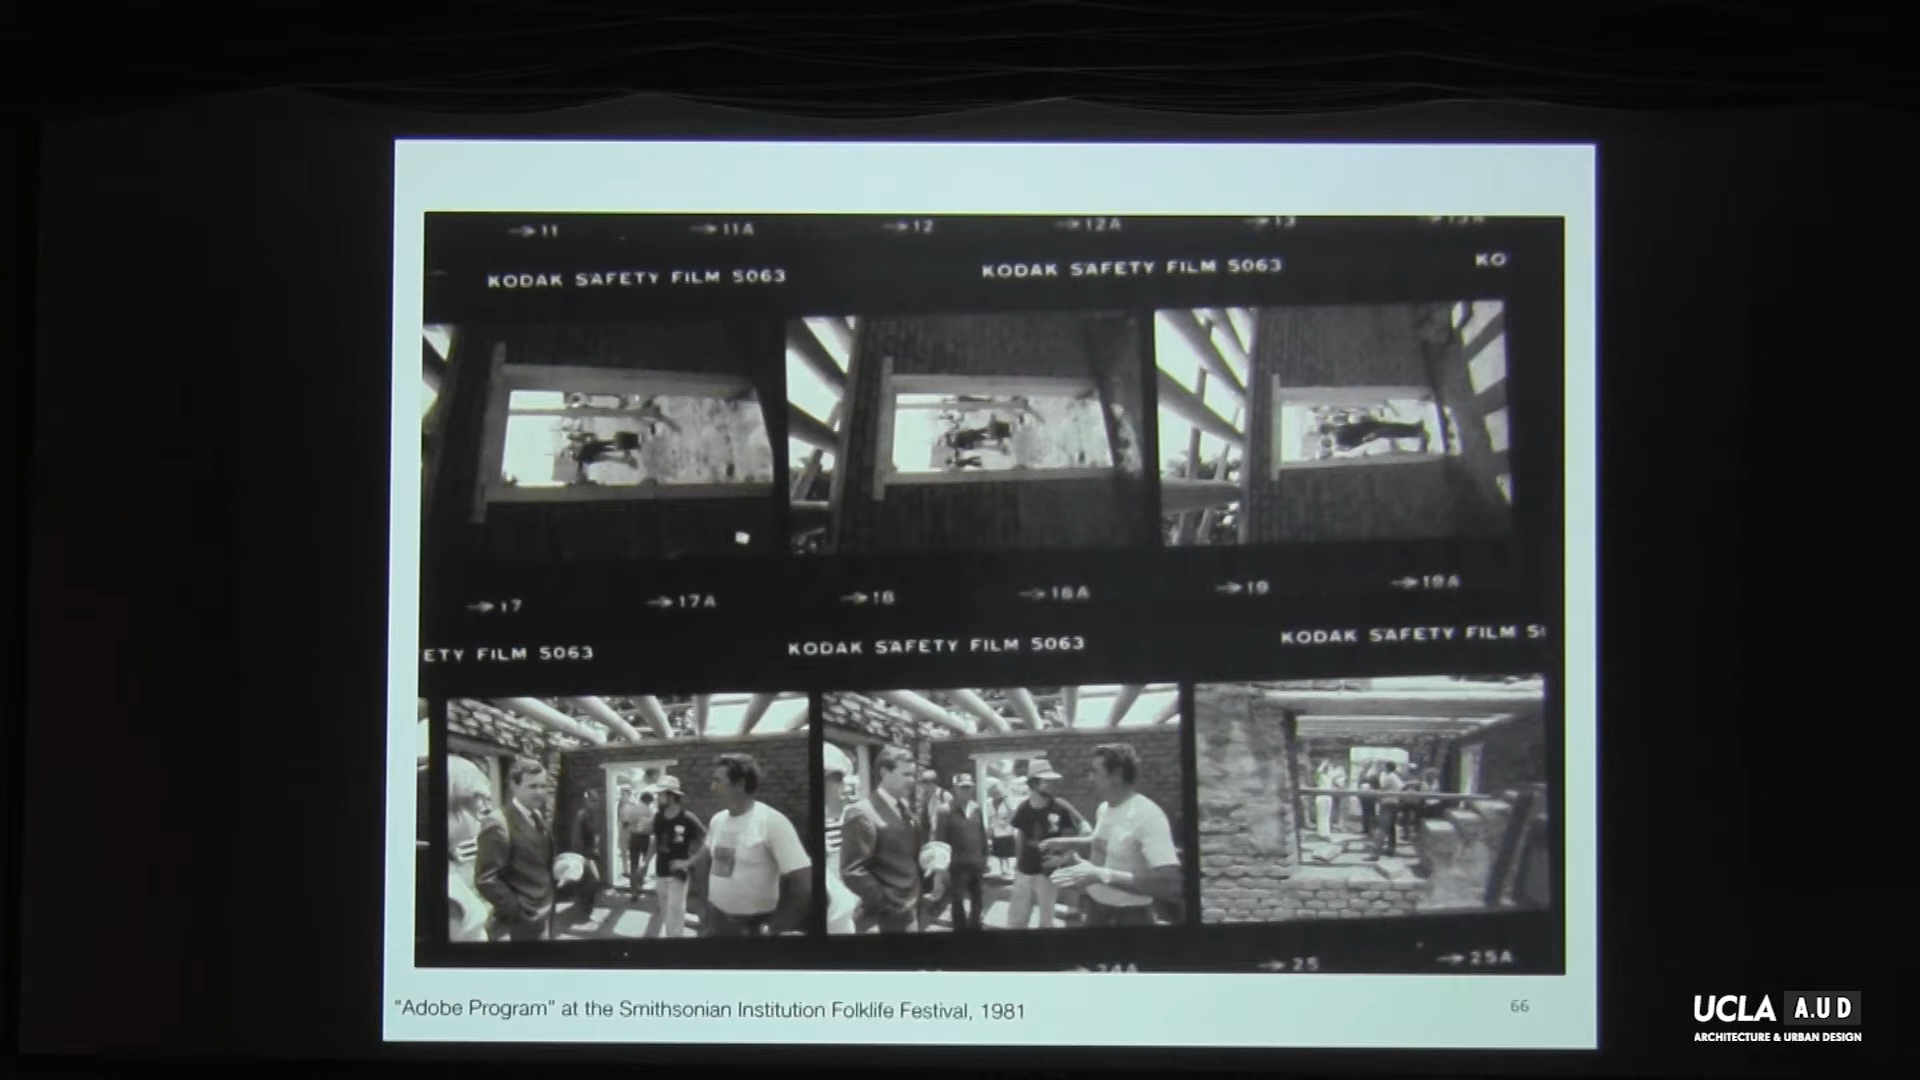 →11 →11A →12 →12A →13 →13A
KODAK SAFETY FILM 5063 KODAK SAFETY FILM 5063 KO
→17 →17A →18 →18A →19 →19A
ETY FILM 5063 KODAK SAFETY FILM 5063 KODAK SAFETY FILM
→24A →25 →25A
"Adobe Program" at the Smithsonian Institution Folklife Festival, 1981
66
UCLA A.U D
ARCHITECTURE & URBAN DESIGN